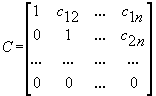 C = [ 1 c₁₂ ... c₁ₙ
0 1 ... c₂ₙ
... ... ... ...
0 0 ... 0 ]